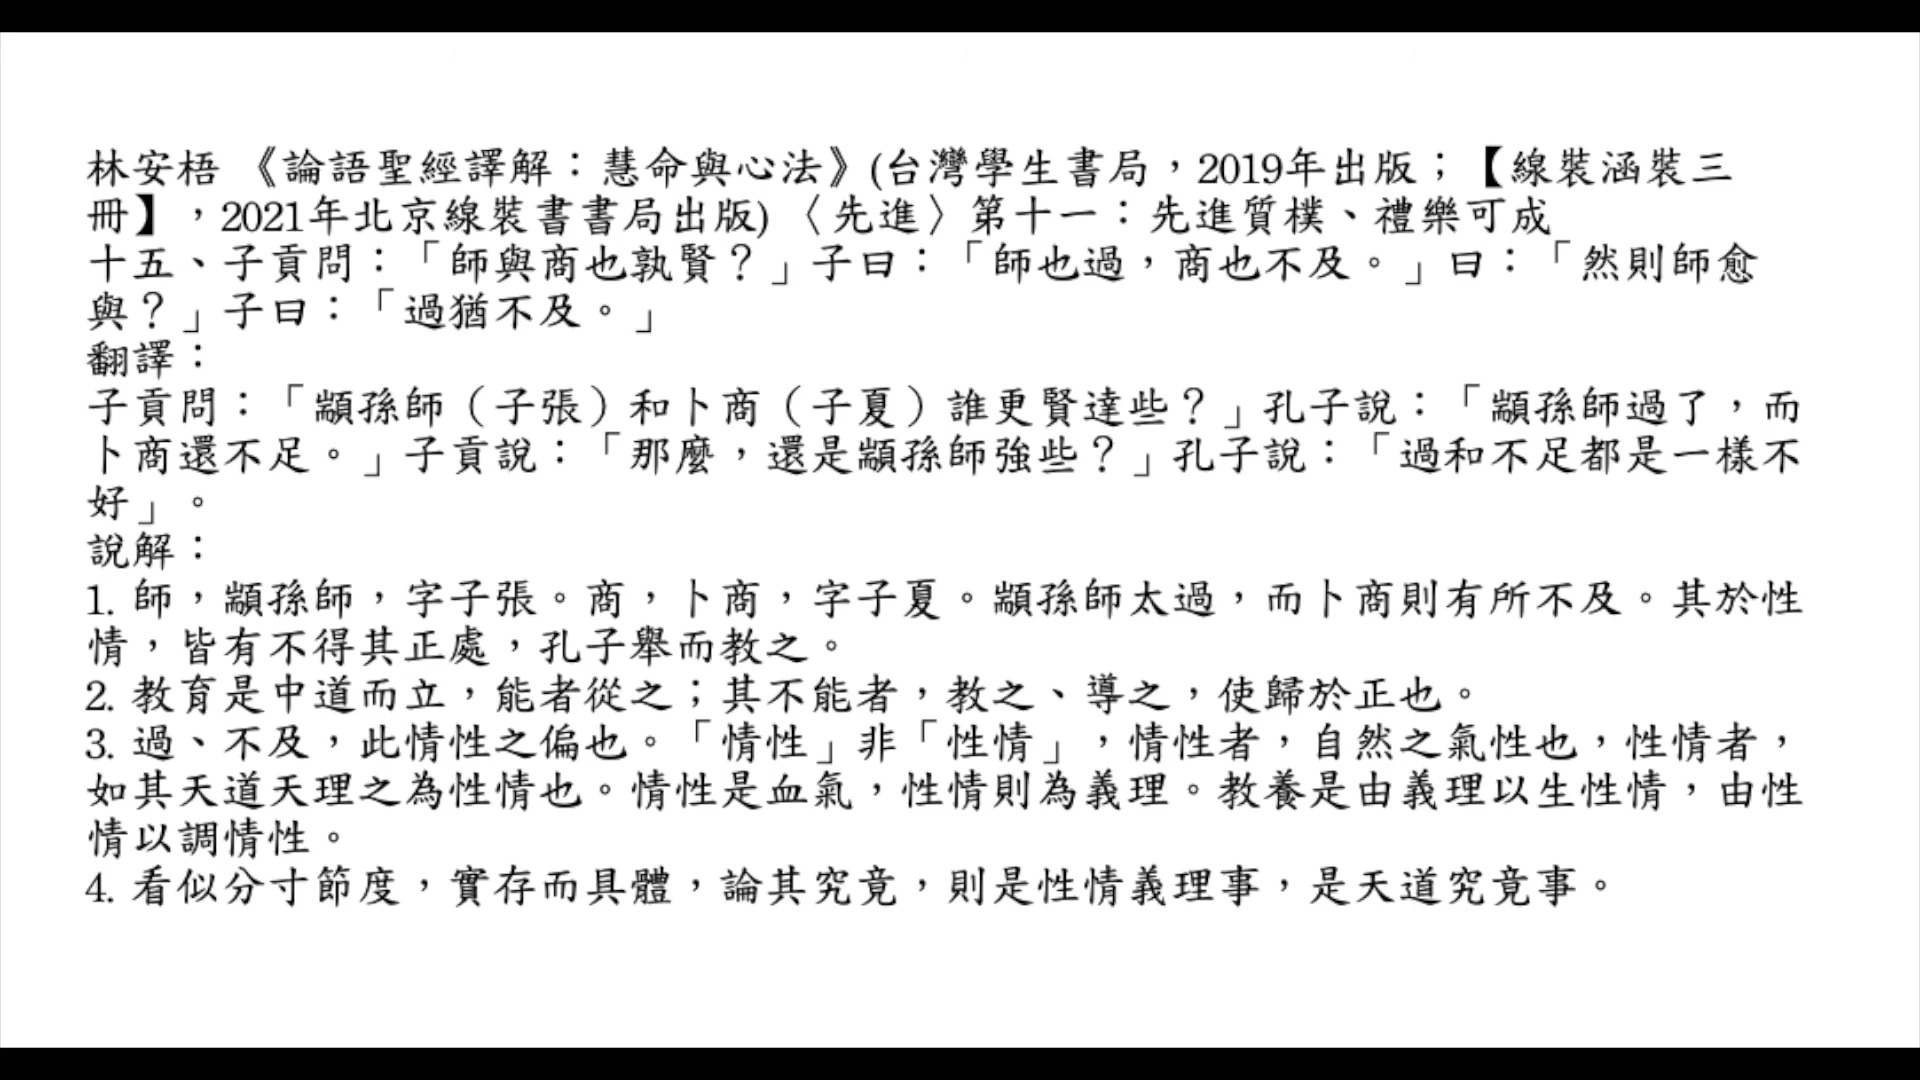 林安梧 《論語聖經譯解：慧命與心法》(台灣學生書局，2019年出版；【線裝涵裝三
冊】，2021年北京線裝書書局出版) 〈先進〉第十一：先進質樸、禮樂可成
十五、子貢問：「師與商也孰賢？」子曰：「師也過，商也不及。」曰：「然則師愈
與？」子曰：「過猶不及。」
翻譯：
子貢問：「顓孫師（子張）和卜商（子夏）誰更賢達些？」孔子說：「顓孫師過了，而
卜商還不足。」子貢說：「那麼，還是顓孫師強些？」孔子說：「過和不足都是一樣不
好」。
說解：
1. 師，顓孫師，字子張。商，卜商，字子夏。顓孫師太過，而卜商則有所不及。其於性
情，皆有不得其正處，孔子舉而教之。
2. 教育是中道而立，能者從之；其不能者，教之、導之，使歸於正也。
3. 過、不及，此情性之偏也。「情性」非「性情」，情性者，自然之氣性也，性情者，
如其天道天理之為性情也。情性是血氣，性情則為義理。教養是由義理以生性情，由性
情以調情性。
4. 看似分寸節度，實存而具體，論其究竟，則是性情義理事，是天道究竟事。